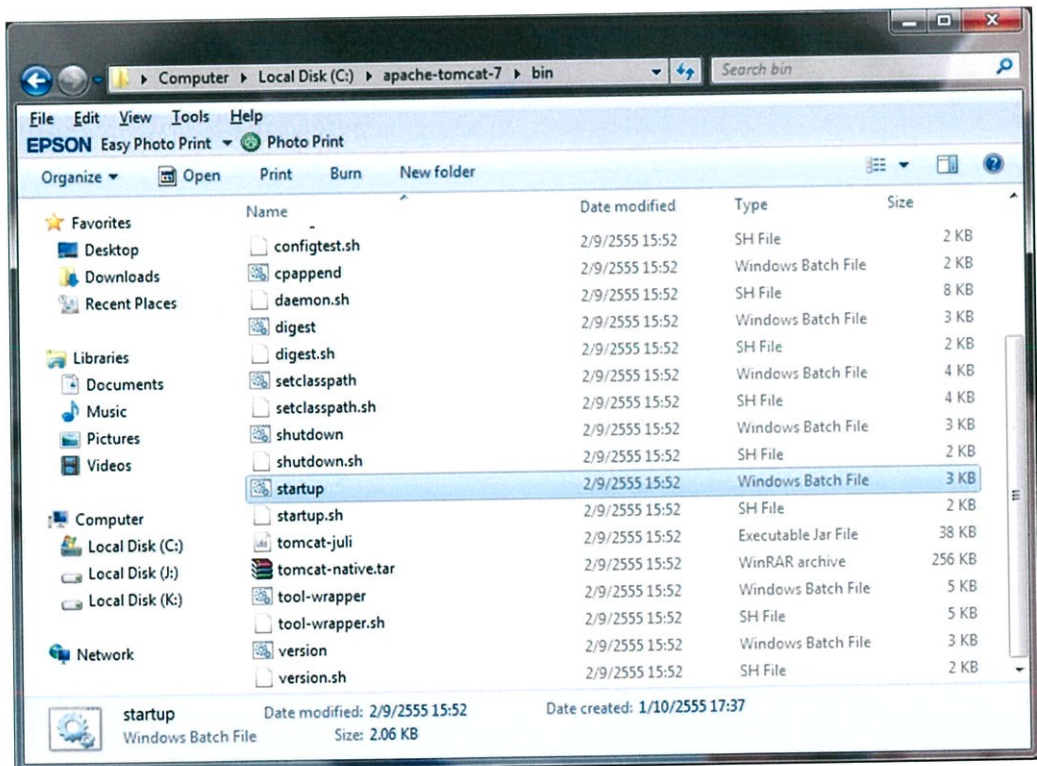 Computer ▸ Local Disk (C:) ▸ apache-tomcat-7 ▸ bin Search bin
File Edit View Tools Help
EPSON Easy Photo Print Photo Print
Organize Open Print Burn New folder
Name Date modified Type Size
Favorites
Desktop
Downloads
Recent Places
Libraries
Documents
Music
Pictures
Videos
Computer
Local Disk (C:)
Local Disk (J:)
Local Disk (K:)
Network
configtest.sh 2/9/2555 15:52 SH File 2 KB
cpappend 2/9/2555 15:52 Windows Batch File 2 KB
daemon.sh 2/9/2555 15:52 SH File 8 KB
digest 2/9/2555 15:52 Windows Batch File 3 KB
digest.sh 2/9/2555 15:52 SH File 2 KB
setclasspath 2/9/2555 15:52 Windows Batch File 4 KB
setclasspath.sh 2/9/2555 15:52 SH File 4 KB
shutdown 2/9/2555 15:52 Windows Batch File 3 KB
shutdown.sh 2/9/2555 15:52 SH File 2 KB
startup 2/9/2555 15:52 Windows Batch File 3 KB
startup.sh 2/9/2555 15:52 SH File 2 KB
tomcat-juli 2/9/2555 15:52 Executable Jar File 38 KB
tomcat-native.tar 2/9/2555 15:52 WinRAR archive 256 KB
tool-wrapper 2/9/2555 15:52 Windows Batch File 5 KB
tool-wrapper.sh 2/9/2555 15:52 SH File 5 KB
version 2/9/2555 15:52 Windows Batch File 3 KB
version.sh 2/9/2555 15:52 SH File 2 KB
startup Date modified: 2/9/2555 15:52 Date created: 1/10/2555 17:37
Windows Batch File Size: 2.06 KB